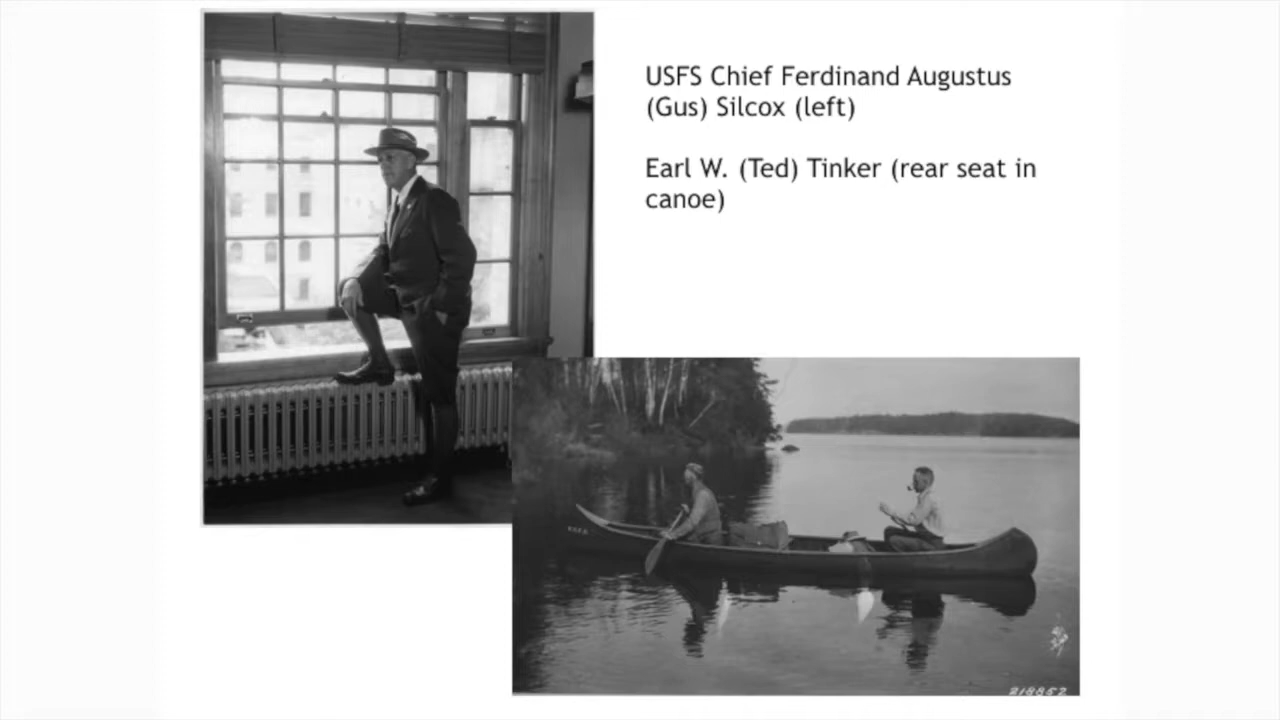 USFS Chief Ferdinand Augustus
(Gus) Silcox (left)
Earl W. (Ted) Tinker (rear seat in
canoe)
218852